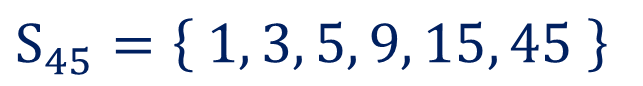 S₄₅ = { 1, 3, 5, 9, 15, 45 }